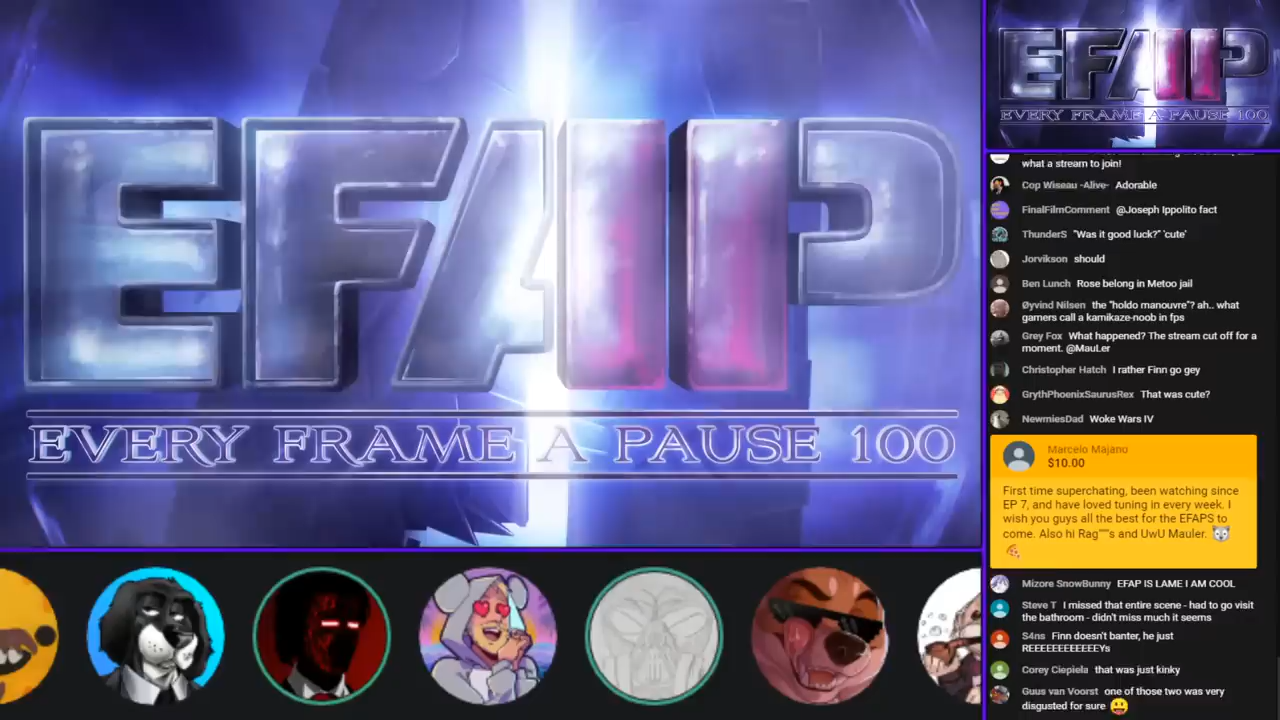 EFAIIP
EVERY FRAME A PAUSE 100
EFAIIP
EVERY FRAME A PAUSE 100
what a stream to join!
Cop Wiseau -Alive- Adorable
FinalFilmComment @Joseph Ippolito fact
ThunderS "Was it good luck?" 'cute'
Jorvikson should
Ben Lunch Rose belong in Metoo jail
Øyvind Nilsen the "holdo manouvre"? ah.. what
gamers call a kamikaze-noob in fps
Grey Fox What happened? The stream cut off for a
moment. @MauLer
Christopher Hatch I rather Finn go gey
GrythPhoenixSaurusRex That was cute?
NewmiesDad Woke Wars IV
Marcelo Majano
$10.00
First time superchating, been watching since
EP 7, and have loved tuning in every week. I
wish you guys all the best for the EFAPS to
come. Also hi Rag"""s and UwU Mauler. 🐺
🍕
Mizore SnowBunny EFAP IS LAME I AM COOL
Steve T I missed that entire scene - had to go visit
the bathroom - didn't miss much it seems
S4ns Finn doesn't banter, he just
REEEEEEEEEEEEYs
Corey Ciepiela that was just kinky
Guus van Voorst one of those two was very
disgusted for sure 😛